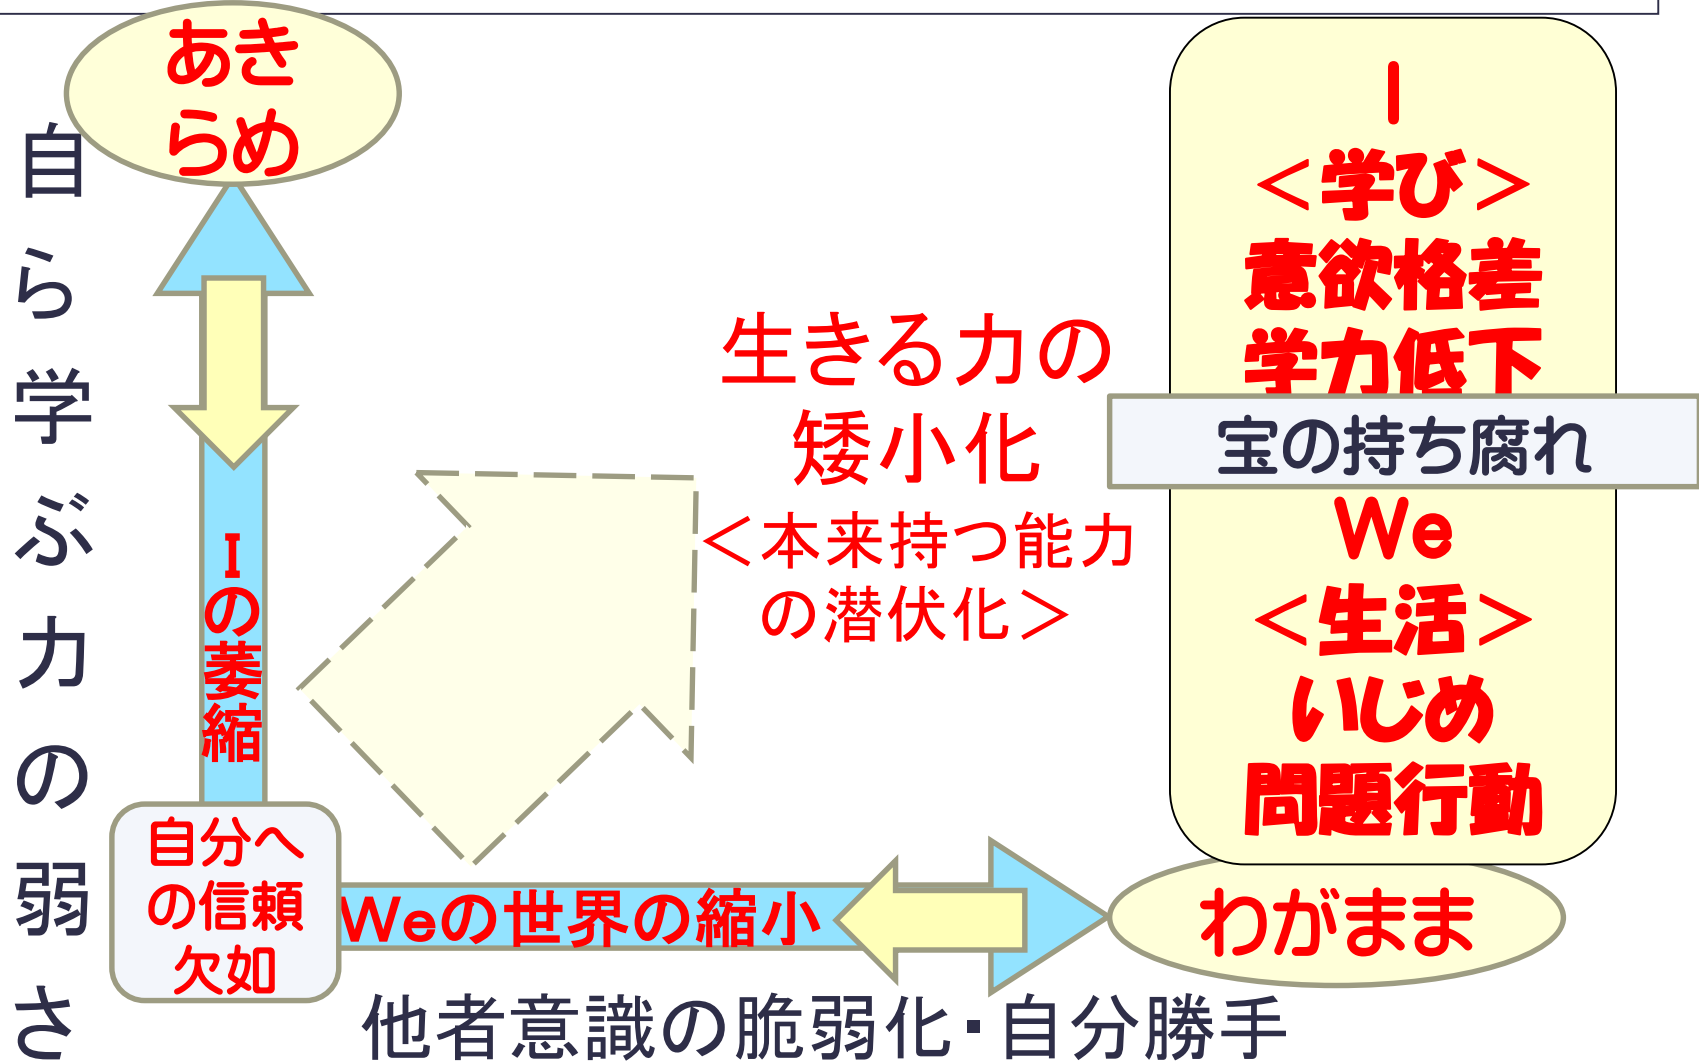 あき
らめ
自ら学ぶ力の弱さ
Iの萎縮
自分へ
の信頼
欠如
Weの世界の縮小
わがまま
他者意識の脆弱化・自分勝手
生きる力の
矮小化
＜本来持つ能力
の潜伏化＞
I
＜学び＞
意欲格差
学力低下
宝の持ち腐れ
We
＜生活＞
いじめ
問題行動